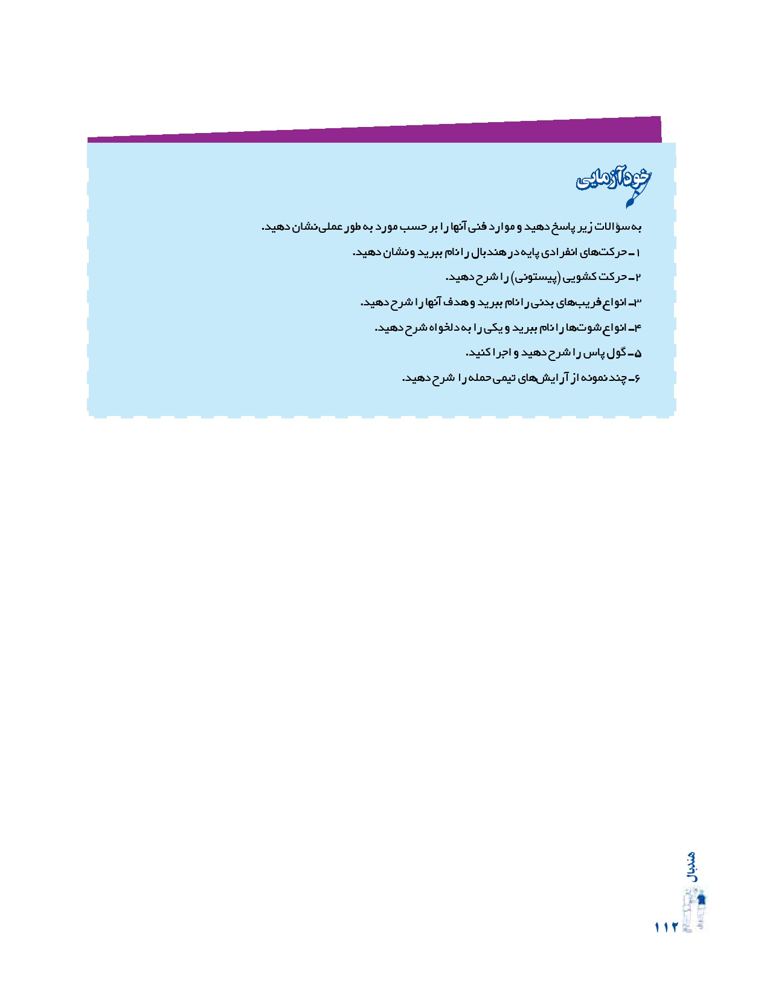 خودآزمایی
به سؤالات زیر پاسخ دهید و موارد فنی آنها را بر حسب مورد به طور عملی نشان دهید.
۱ـ حرکت‌های انفرادی پایه در هندبال را نام ببرید و نشان دهید.
۲ـ حرکت کشویی (پیستونی) را شرح دهید.
۳ـ انواع فریب‌های بدنی را نام ببرید و هدف آنها را شرح دهید.
۴ـ انواع شوت‌ها را نام ببرید و یکی را به دلخواه شرح دهید.
۵ـ گول پاس را شرح دهید و اجرا کنید.
۶ـ چند نمونه از آرایش‌های تیمی حمله را شرح دهید.
هندبال
۱۱۲